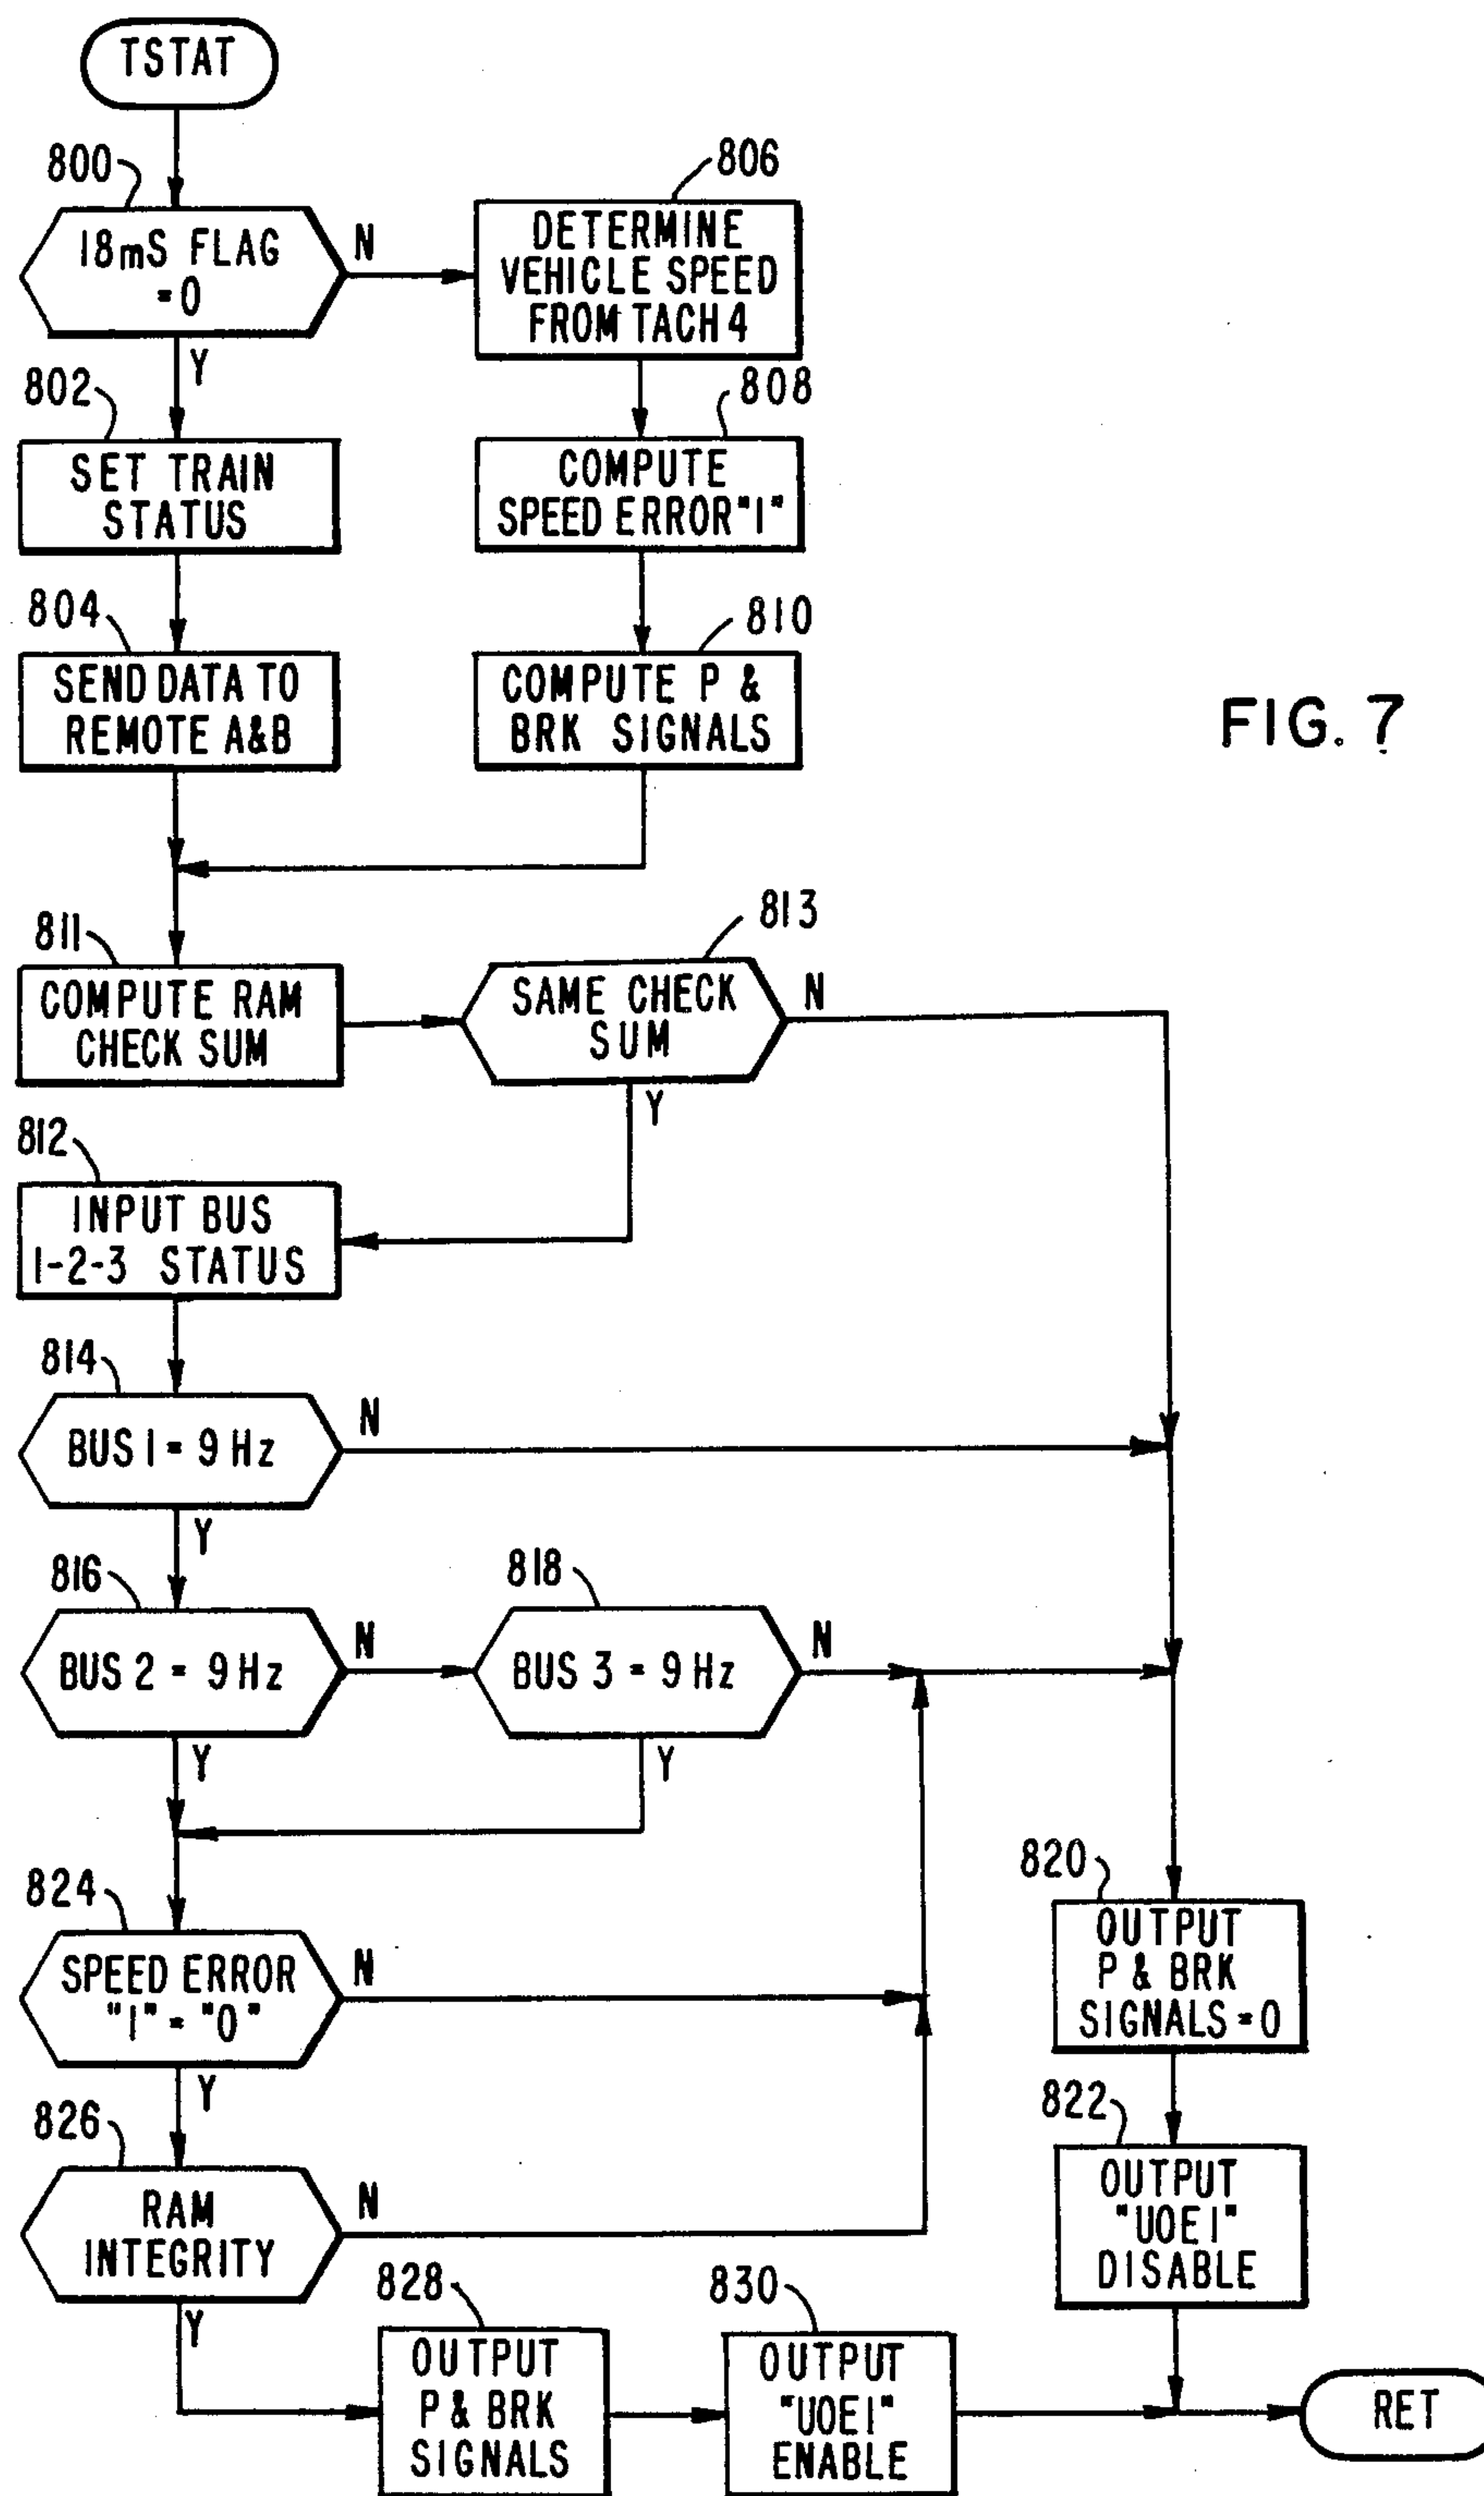 TSTAT
800
18mS FLAG
=0
N
Y
806
DETERMINE
VEHICLE SPEED
FROM TACH 4
802
SET TRAIN
STATUS
808
COMPUTE
SPEED ERROR "1"
804
SEND DATA TO
REMOTE A&B
810
COMPUTE P &
BRK SIGNALS
FIG. 7
811
COMPUTE RAM
CHECK SUM
813
SAME CHECK
SUM
N
Y
812
INPUT BUS
1-2-3 STATUS
814
BUS 1 = 9 Hz
N
Y
816
BUS 2 = 9 Hz
N
Y
818
BUS 3 = 9 Hz
N
Y
824
SPEED ERROR
"1" = "0"
N
Y
820
OUTPUT
P & BRK
SIGNALS = 0
826
RAM
INTEGRITY
N
Y
822
OUTPUT
"UOE1"
DISABLE
828
OUTPUT
P & BRK
SIGNALS
830
OUTPUT
"UOE1"
ENABLE
RET